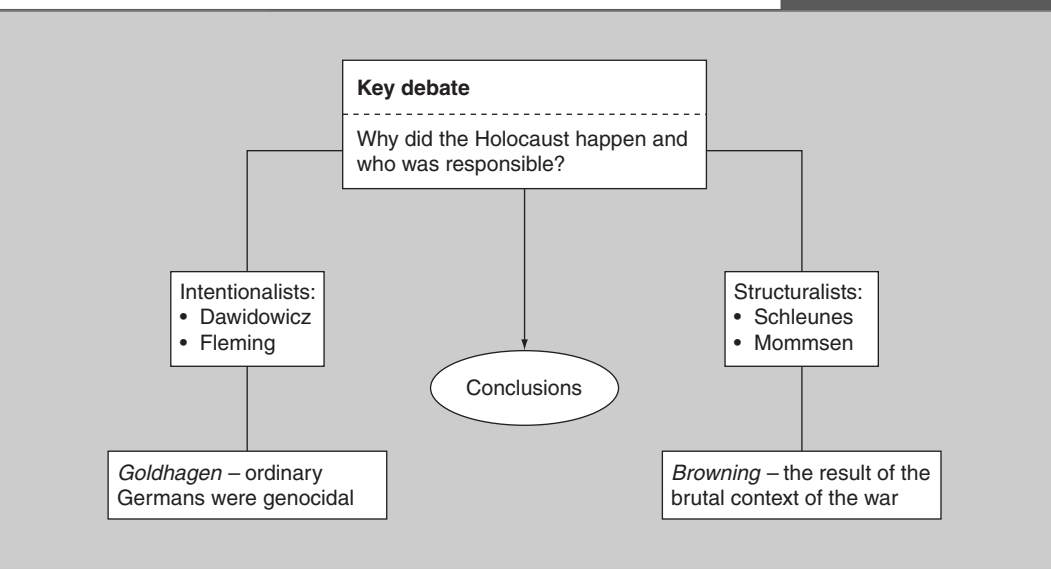 Key debate
Why did the Holocaust happen and
who was responsible?
Intentionalists:
• Dawidowicz
• Fleming
Structuralists:
• Schleunes
• Mommsen
Conclusions
Goldhagen – ordinary
Germans were genocidal
Browning – the result of the
brutal context of the war